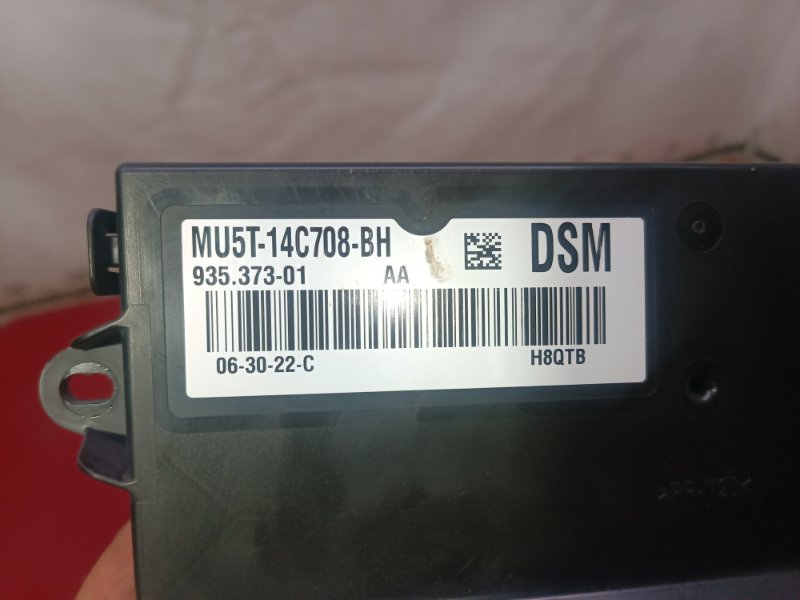 MU5T-14C708-BH
DSM
935.373-01 AA
06-30-22-C H8QTB